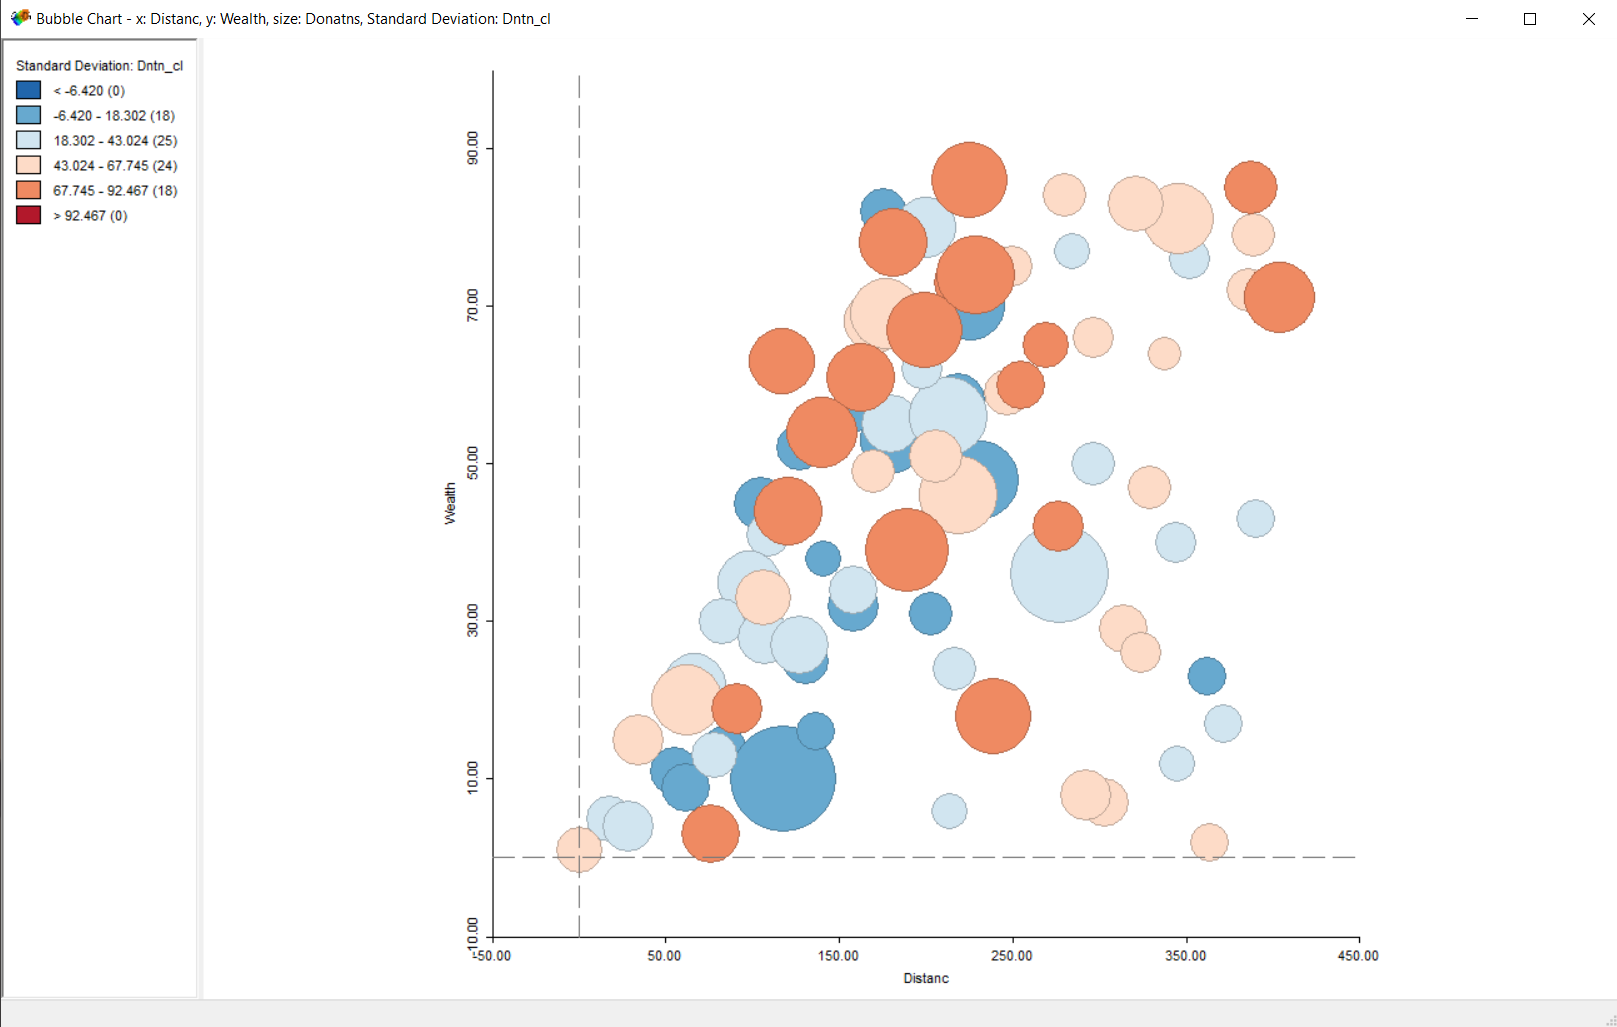 Bubble Chart - x: Distanc, y: Wealth, size: Donatns, Standard Deviation: Dntn_cl
Standard Deviation: Dntn_cl
< -6.420 (0)
-6.420 - 18.302 (18)
18.302 - 43.024 (25)
43.024 - 67.745 (24)
67.745 - 92.467 (18)
> 92.467 (0)
90.00
70.00
50.00
30.00
10.00
-10.00
Wealth
-50.00
50.00
150.00
250.00
350.00
450.00
Distanc